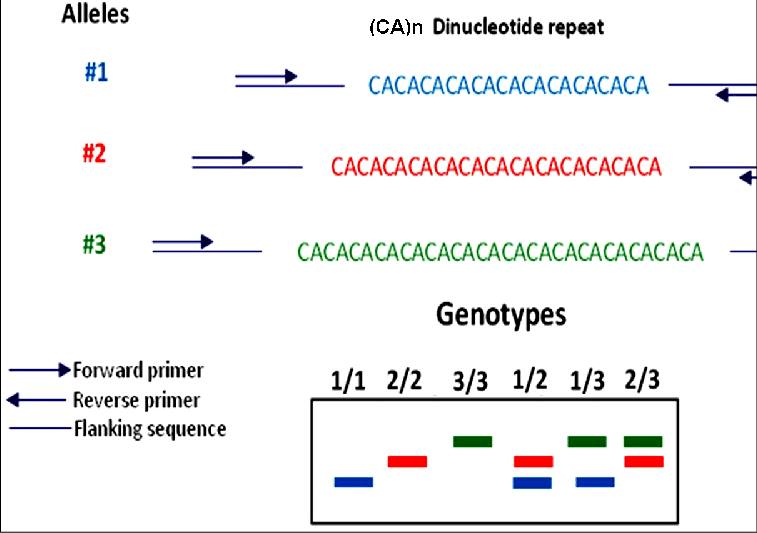 Alleles
(CA)n Dinucleotide repeat
#1
CACACACACACACACACACACA
#2
CACACACACACACACACACACACACA
#3
CACACACACACACACACACACACACACACACA
Genotypes
Forward primer
Reverse primer
Flanking sequence
1/1 2/2 3/3 1/2 1/3 2/3